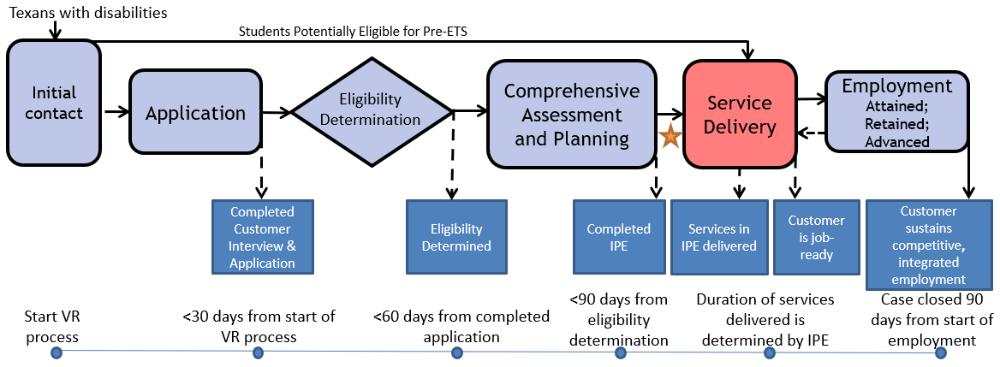 Texans with disabilities
Students Potentially Eligible for Pre-ETS
Initial
contact
Application
Eligibility
Determination
Comprehensive
Assessment
and Planning
Service
Delivery
Employment
Attained;
Retained;
Advanced
Completed
Customer
Interview &
Application
Eligibility
Determined
Completed
IPE
Services in
IPE delivered
Customer
is job-
ready
Customer
sustains
competitive,
integrated
employment
Start VR
process
<30 days from start of
VR process
<60 days from completed
application
<90 days from
eligibility
determination
Duration of services
delivered is
determined by IPE
Case closed 90
days from start of
employment